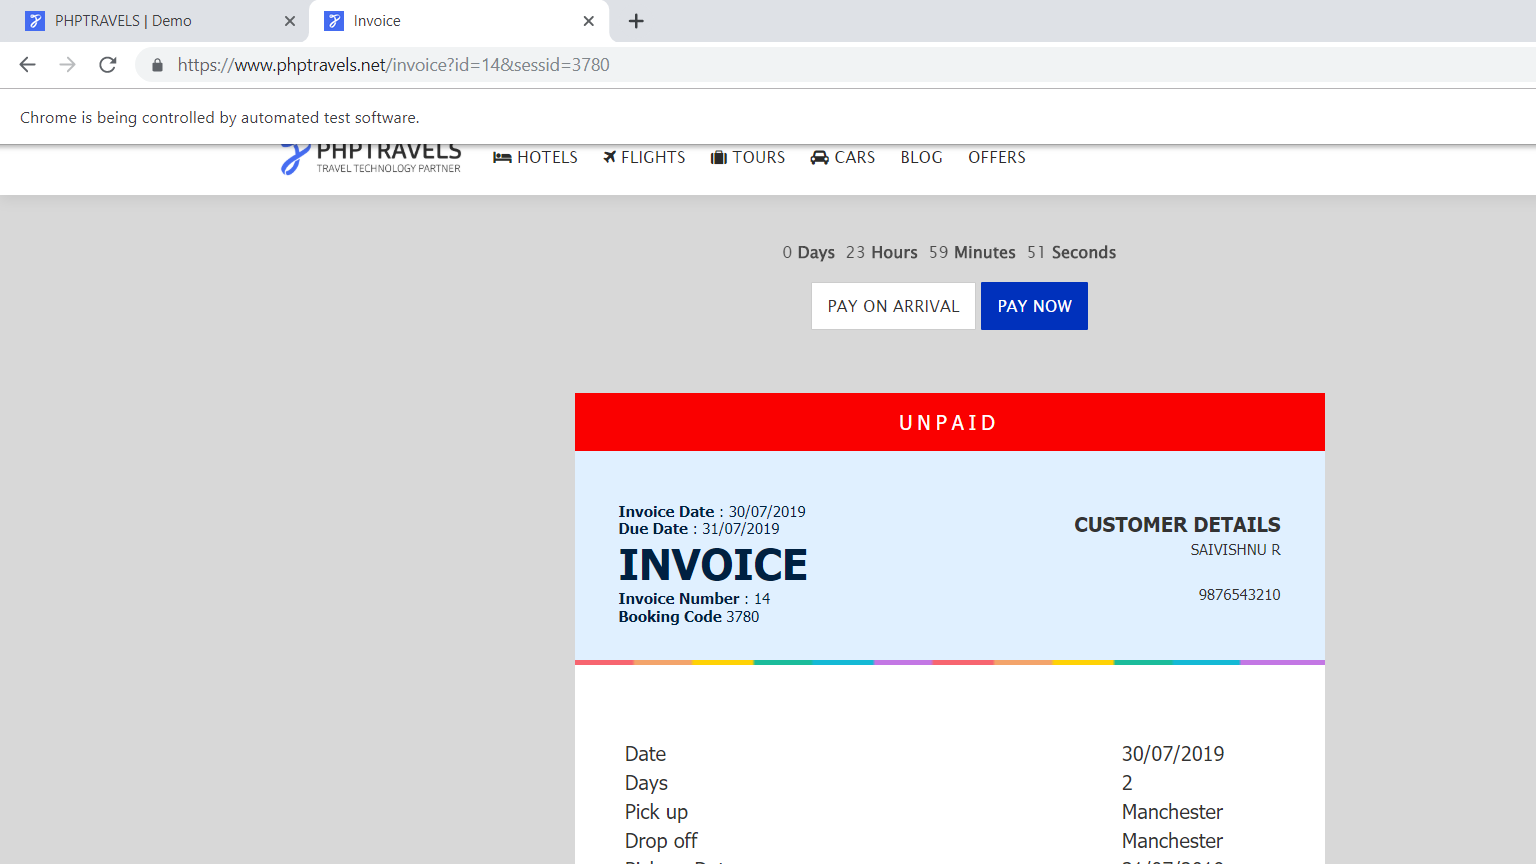 PHPTRAVELS | Demo
Invoice
https://www.phptravels.net/invoice?id=14&sessid=3780
Chrome is being controlled by automated test software.
PHPTRAVELS
TRAVEL TECHNOLOGY PARTNER
HOTELS FLIGHTS TOURS CARS BLOG OFFERS
0 Days 23 Hours 59 Minutes 51 Seconds
PAY ON ARRIVAL PAY NOW
UNPAID
Invoice Date : 30/07/2019
Due Date : 31/07/2019
INVOICE
Invoice Number : 14
Booking Code 3780
CUSTOMER DETAILS
SAIVISHNU R
9876543210
Date 30/07/2019
Days 2
Pick up Manchester
Drop off Manchester